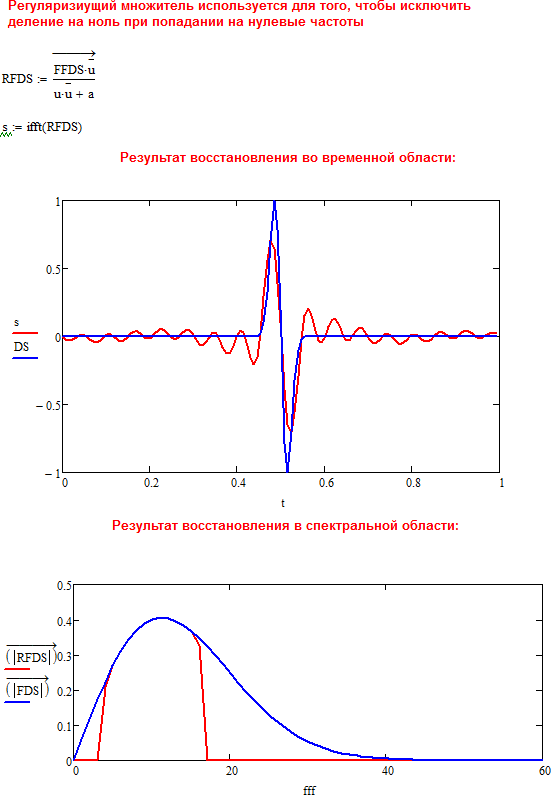 Регуляризиущий множитель используется для того, чтобы исключить
деление на ноль при попадании на нулевые частоты
RFDS := FFDS·u
u·u + a
s := ifft(RFDS)
Результат восстановления во временной области:
1
0.5
0
−0.5
−1
s
DS
0 0.2 0.4 0.6 0.8 1
t
Результат восстановления в спектральной области:
0.5
0.4
0.3
0.2
0.1
0
(|RFDS|)
(|FDS|)
0 20 40 60
fff